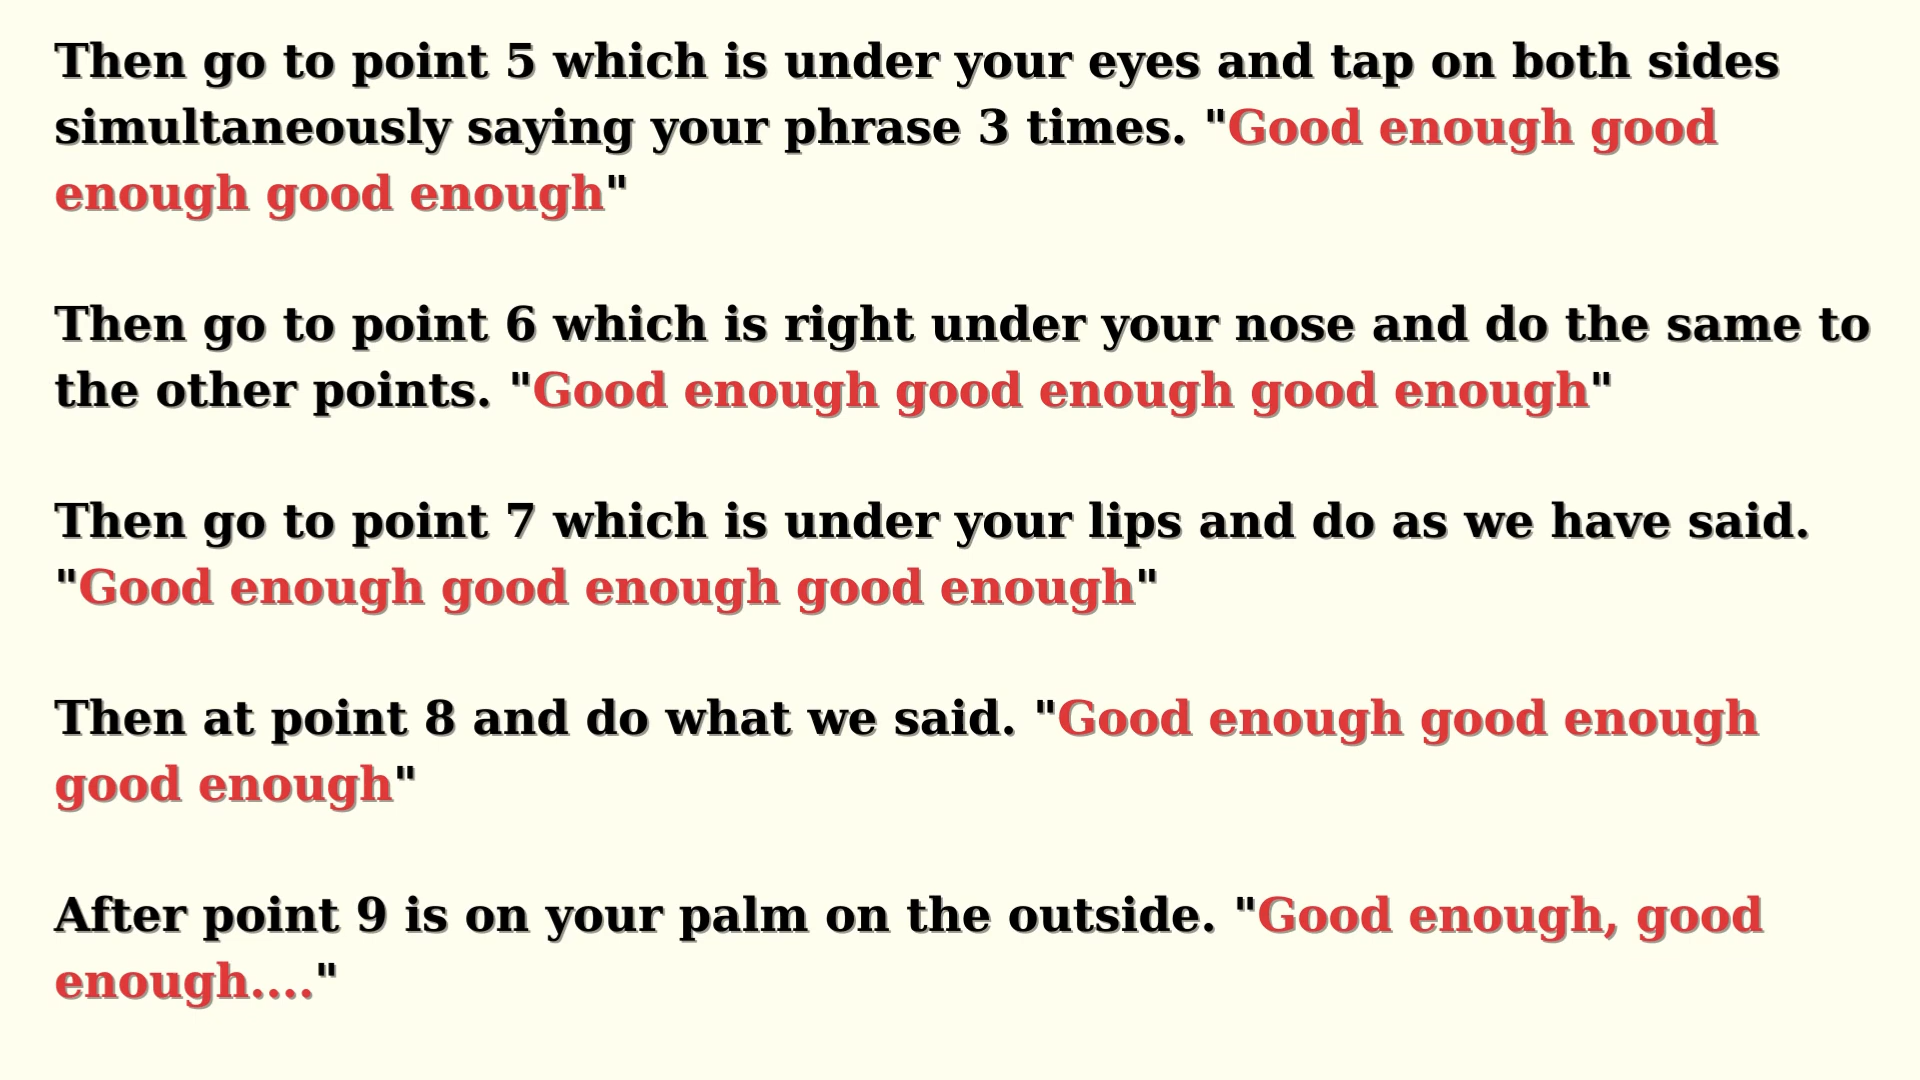 Then go to point 5 which is under your eyes and tap on both sides
simultaneously saying your phrase 3 times. "Good enough good
enough good enough"
Then go to point 6 which is right under your nose and do the same to
the other points. "Good enough good enough good enough"
Then go to point 7 which is under your lips and do as we have said.
"Good enough good enough good enough"
Then at point 8 and do what we said. "Good enough good enough
good enough"
After point 9 is on your palm on the outside. "Good enough, good
enough...."